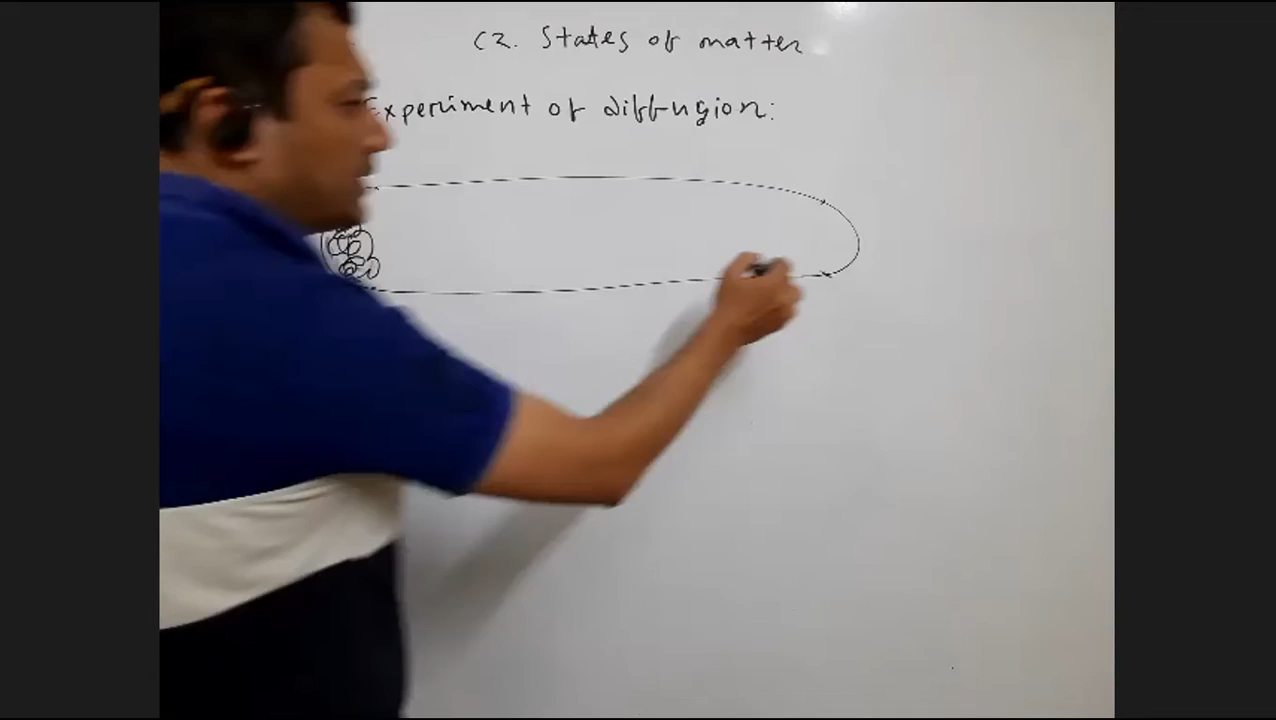 C2. States of matter
Experiment of diffusion: